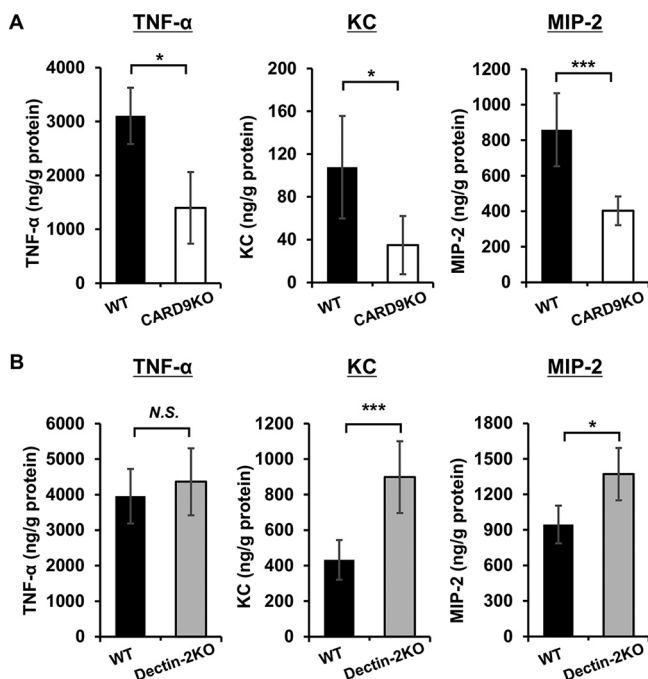 A
TNF-α
KC
MIP-2
TNF-α (ng/g protein)
4000
3000
2000
1000
0
*
WT
CARD9KO
KC (ng/g protein)
200
160
120
80
40
0
*
WT
CARD9KO
MIP-2 (ng/g protein)
1200
1000
800
600
400
200
0
***
WT
CARD9KO
B
TNF-α
KC
MIP-2
TNF-α (ng/g protein)
6000
5000
4000
3000
2000
1000
0
N.S.
WT
Dectin-2KO
KC (ng/g protein)
1200
1000
800
600
400
200
0
***
WT
Dectin-2KO
MIP-2 (ng/g protein)
1800
1500
1200
900
600
300
0
*
WT
Dectin-2KO